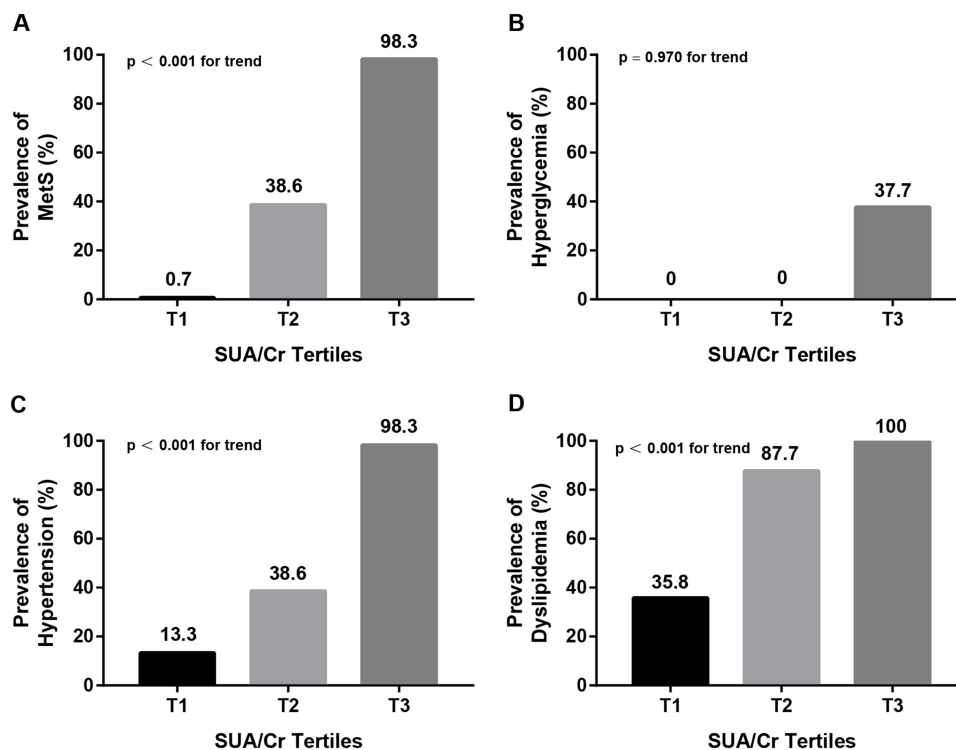 A
p < 0.001 for trend
Prevalence of
MetS (%)
100
80
60
40
20
0
0.7
38.6
98.3
T1 T2 T3
SUA/Cr Tertiles
B
p = 0.970 for trend
Prevalence of
Hyperglycemia (%)
100
80
60
40
20
0
0
0
37.7
T1 T2 T3
SUA/Cr Tertiles
C
p < 0.001 for trend
Prevalence of
Hypertension (%)
100
80
60
40
20
0
13.3
38.6
98.3
T1 T2 T3
SUA/Cr Tertiles
D
p < 0.001 for trend
Prevalence of
Dyslipidemia (%)
100
80
60
40
20
0
35.8
87.7
100
T1 T2 T3
SUA/Cr Tertiles